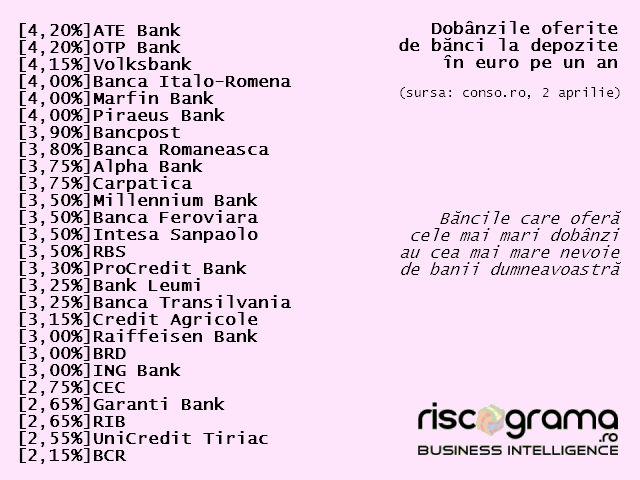 [4,20%]ATE Bank
[4,20%]OTP Bank
[4,15%]Volksbank
[4,00%]Banca Italo-Romena
[4,00%]Marfin Bank
[4,00%]Piraeus Bank
[3,90%]Bancpost
[3,80%]Banca Romaneasca
[3,75%]Alpha Bank
[3,75%]Carpatica
[3,50%]Millennium Bank
[3,50%]Banca Feroviara
[3,50%]Intesa Sanpaolo
[3,50%]RBS
[3,30%]ProCredit Bank
[3,25%]Bank Leumi
[3,25%]Banca Transilvania
[3,15%]Credit Agricole
[3,00%]Raiffeisen Bank
[3,00%]BRD
[3,00%]ING Bank
[2,75%]CEC
[2,65%]Garanti Bank
[2,65%]RIB
[2,55%]UniCredit Tiriac
[2,15%]BCR
Dobânzile oferite
de bănci la depozite
în euro pe un an
(sursa: conso.ro, 2 aprilie)
Băncile care oferă
cele mai mari dobânzi
au cea mai mare nevoie
de banii dumneavoastră
riscograma
.ro
BUSINESS INTELLIGENCE